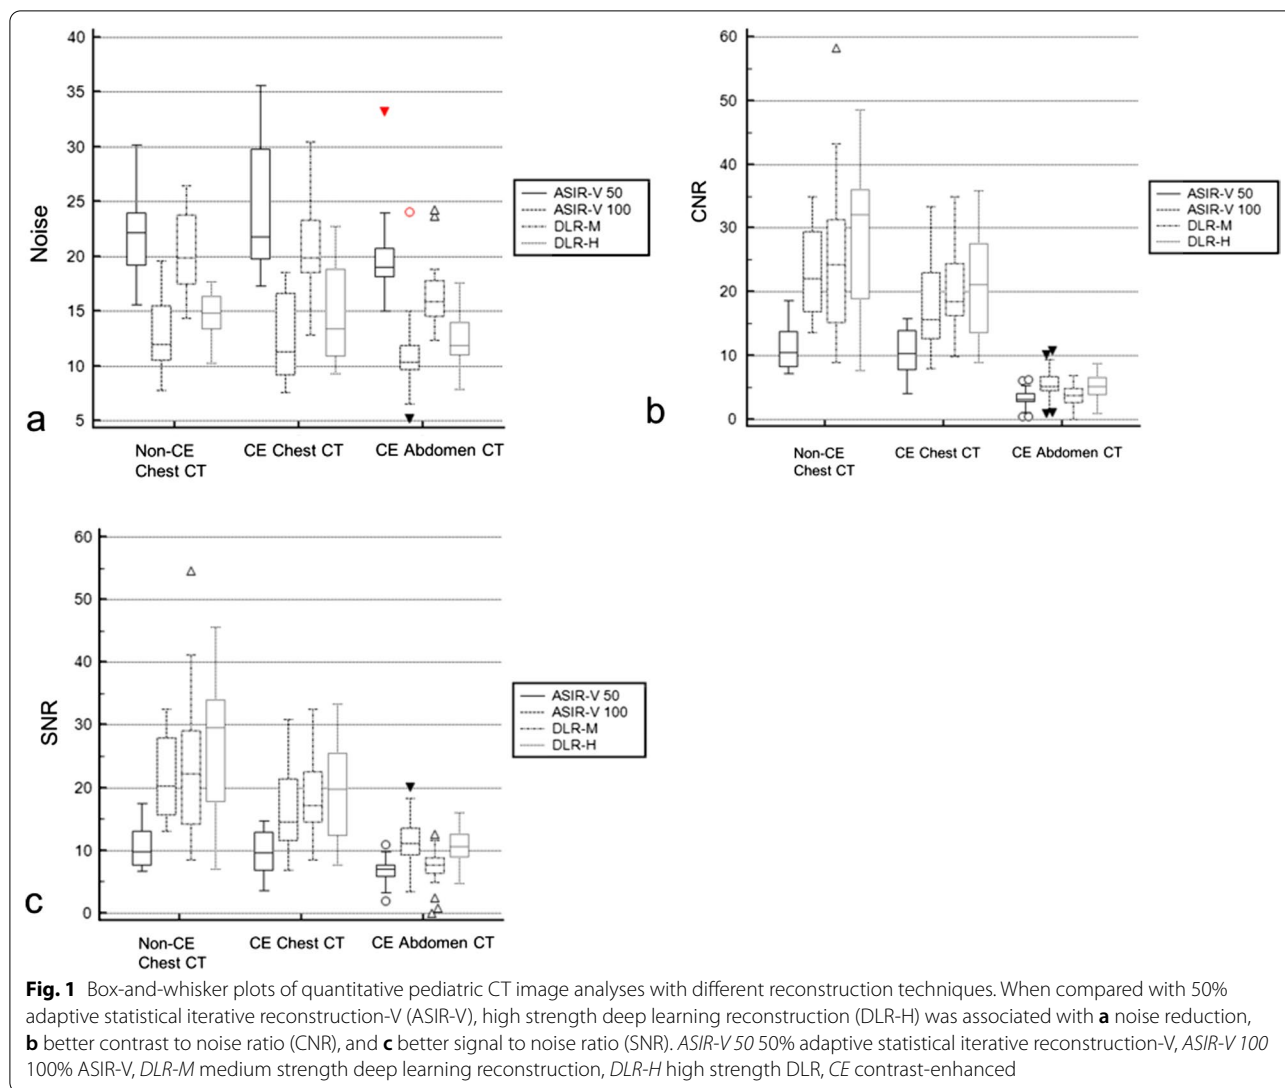 40
35
30
25
20
15
10
5
Noise
a
Non-CE
Chest CT
CE Chest CT
CE Abdomen CT
ASIR-V 50
ASIR-V 100
DLR-M
DLR-H
60
50
40
30
20
10
0
CNR
b
Non-CE
Chest CT
CE Chest CT
CE Abdomen CT
ASIR-V 50
ASIR-V 100
DLR-M
DLR-H
60
50
40
30
20
10
0
SNR
c
Non-CE
Chest CT
CE Chest CT
CE Abdomen CT
ASIR-V 50
ASIR-V 100
DLR-M
DLR-H
Fig. 1 Box-and-whisker plots of quantitative pediatric CT image analyses with different reconstruction techniques. When compared with 50%
adaptive statistical iterative reconstruction-V (ASIR-V), high strength deep learning reconstruction (DLR-H) was associated with a noise reduction,
b better contrast to noise ratio (CNR), and c better signal to noise ratio (SNR). ASIR-V 50 50% adaptive statistical iterative reconstruction-V, ASIR-V 100
100% ASIR-V, DLR-M medium strength deep learning reconstruction, DLR-H high strength DLR, CE contrast-enhanced